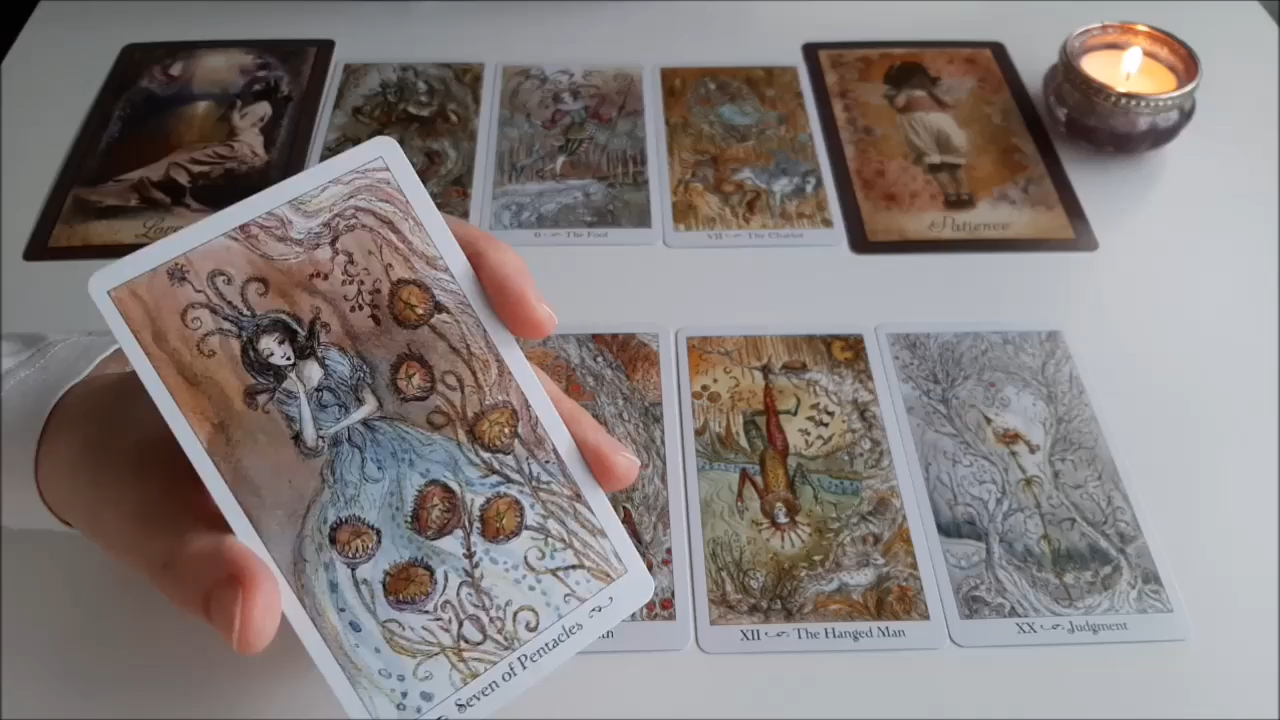 Love
0 The Fool
VII The Chariot
Patience
Seven of Pentacles
XII The Hanged Man
XX Judgment